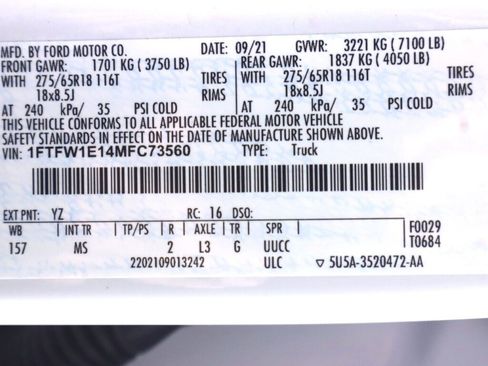 MFD. BY FORD MOTOR CO. DATE: 09/21 GVWR: 3221 KG ( 7100 LB)
FRONT GAWR: 1701 KG ( 3750 LB) REAR GAWR: 1837 KG ( 4050 LB)
WITH 275/65R18 116T TIRES WITH 275/65R18 116T TIRES
18x8.5J RIMS 18x8.5J RIMS
AT 240 kPa/ 35 PSI COLD AT 240 kPa/ 35 PSI COLD
THIS VEHICLE CONFORMS TO ALL APPLICABLE FEDERAL MOTOR VEHICLE
SAFETY STANDARDS IN EFFECT ON THE DATE OF MANUFACTURE SHOWN ABOVE.
VIN: 1FTFW1E14MFC73560 TYPE: Truck
EXT PNT: YZ RC: 16 DSO:
WB INT TR TP/PS R AXLE TR SPR F0029
157 MS 2 L3 G UUCC T0684
2202109013242 ULC ▽ 5U5A-3520472-AA